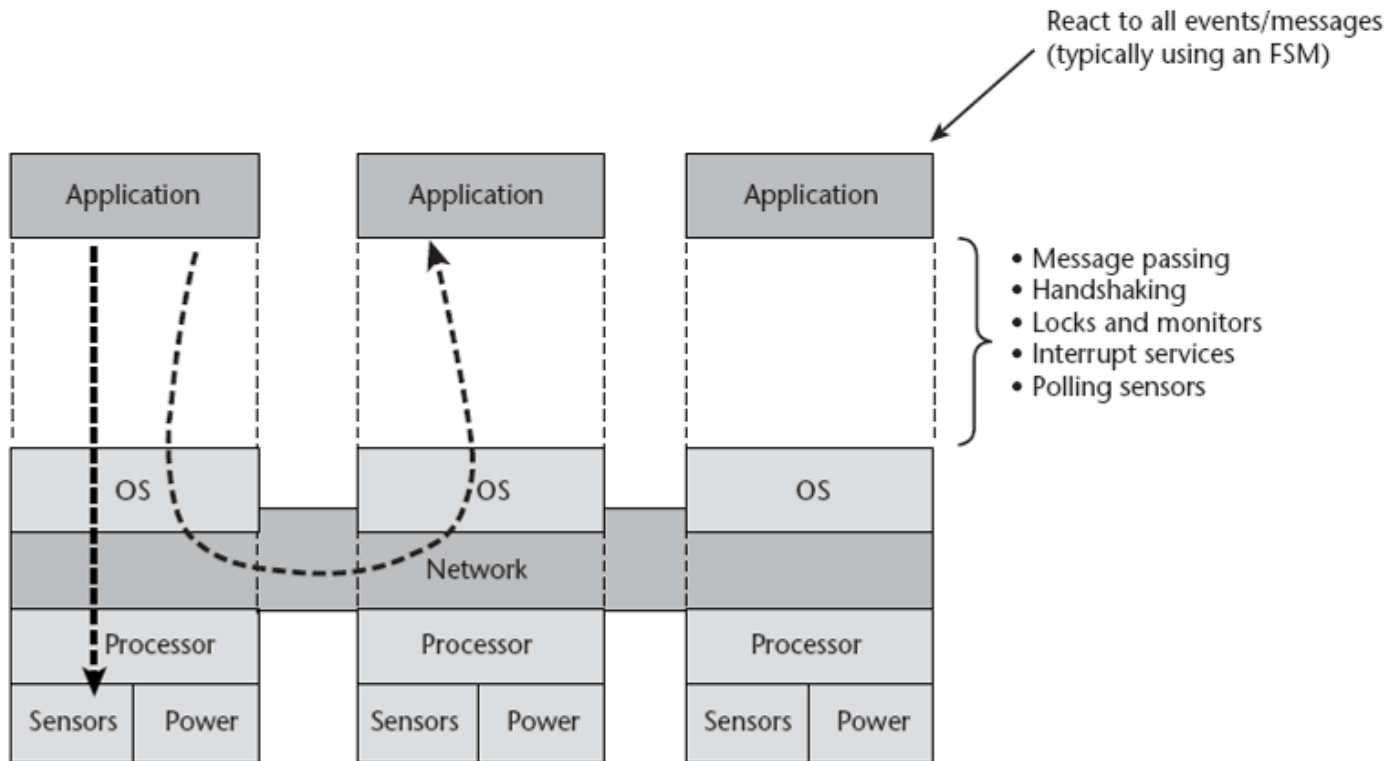 React to all events/messages
(typically using an FSM)
Application
Application
Application
• Message passing
• Handshaking
• Locks and monitors
• Interrupt services
• Polling sensors
OS
OS
OS
Network
Processor
Processor
Processor
Sensors
Power
Sensors
Power
Sensors
Power